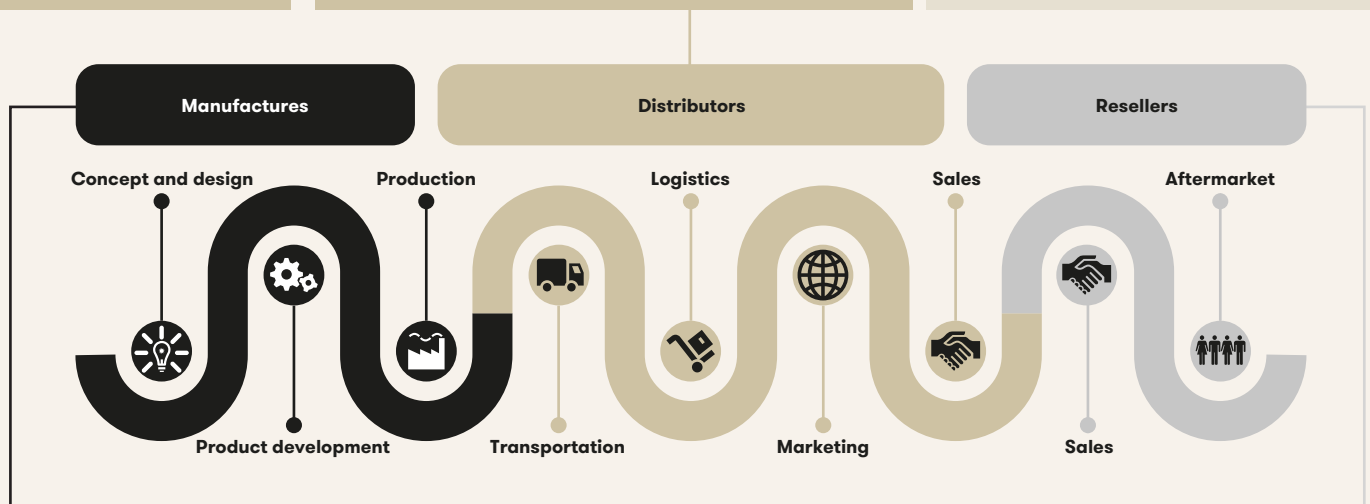 Manufactures
Distributors
Resellers
Concept and design
Production
Logistics
Sales
Aftermarket
Product development
Transportation
Marketing
Sales